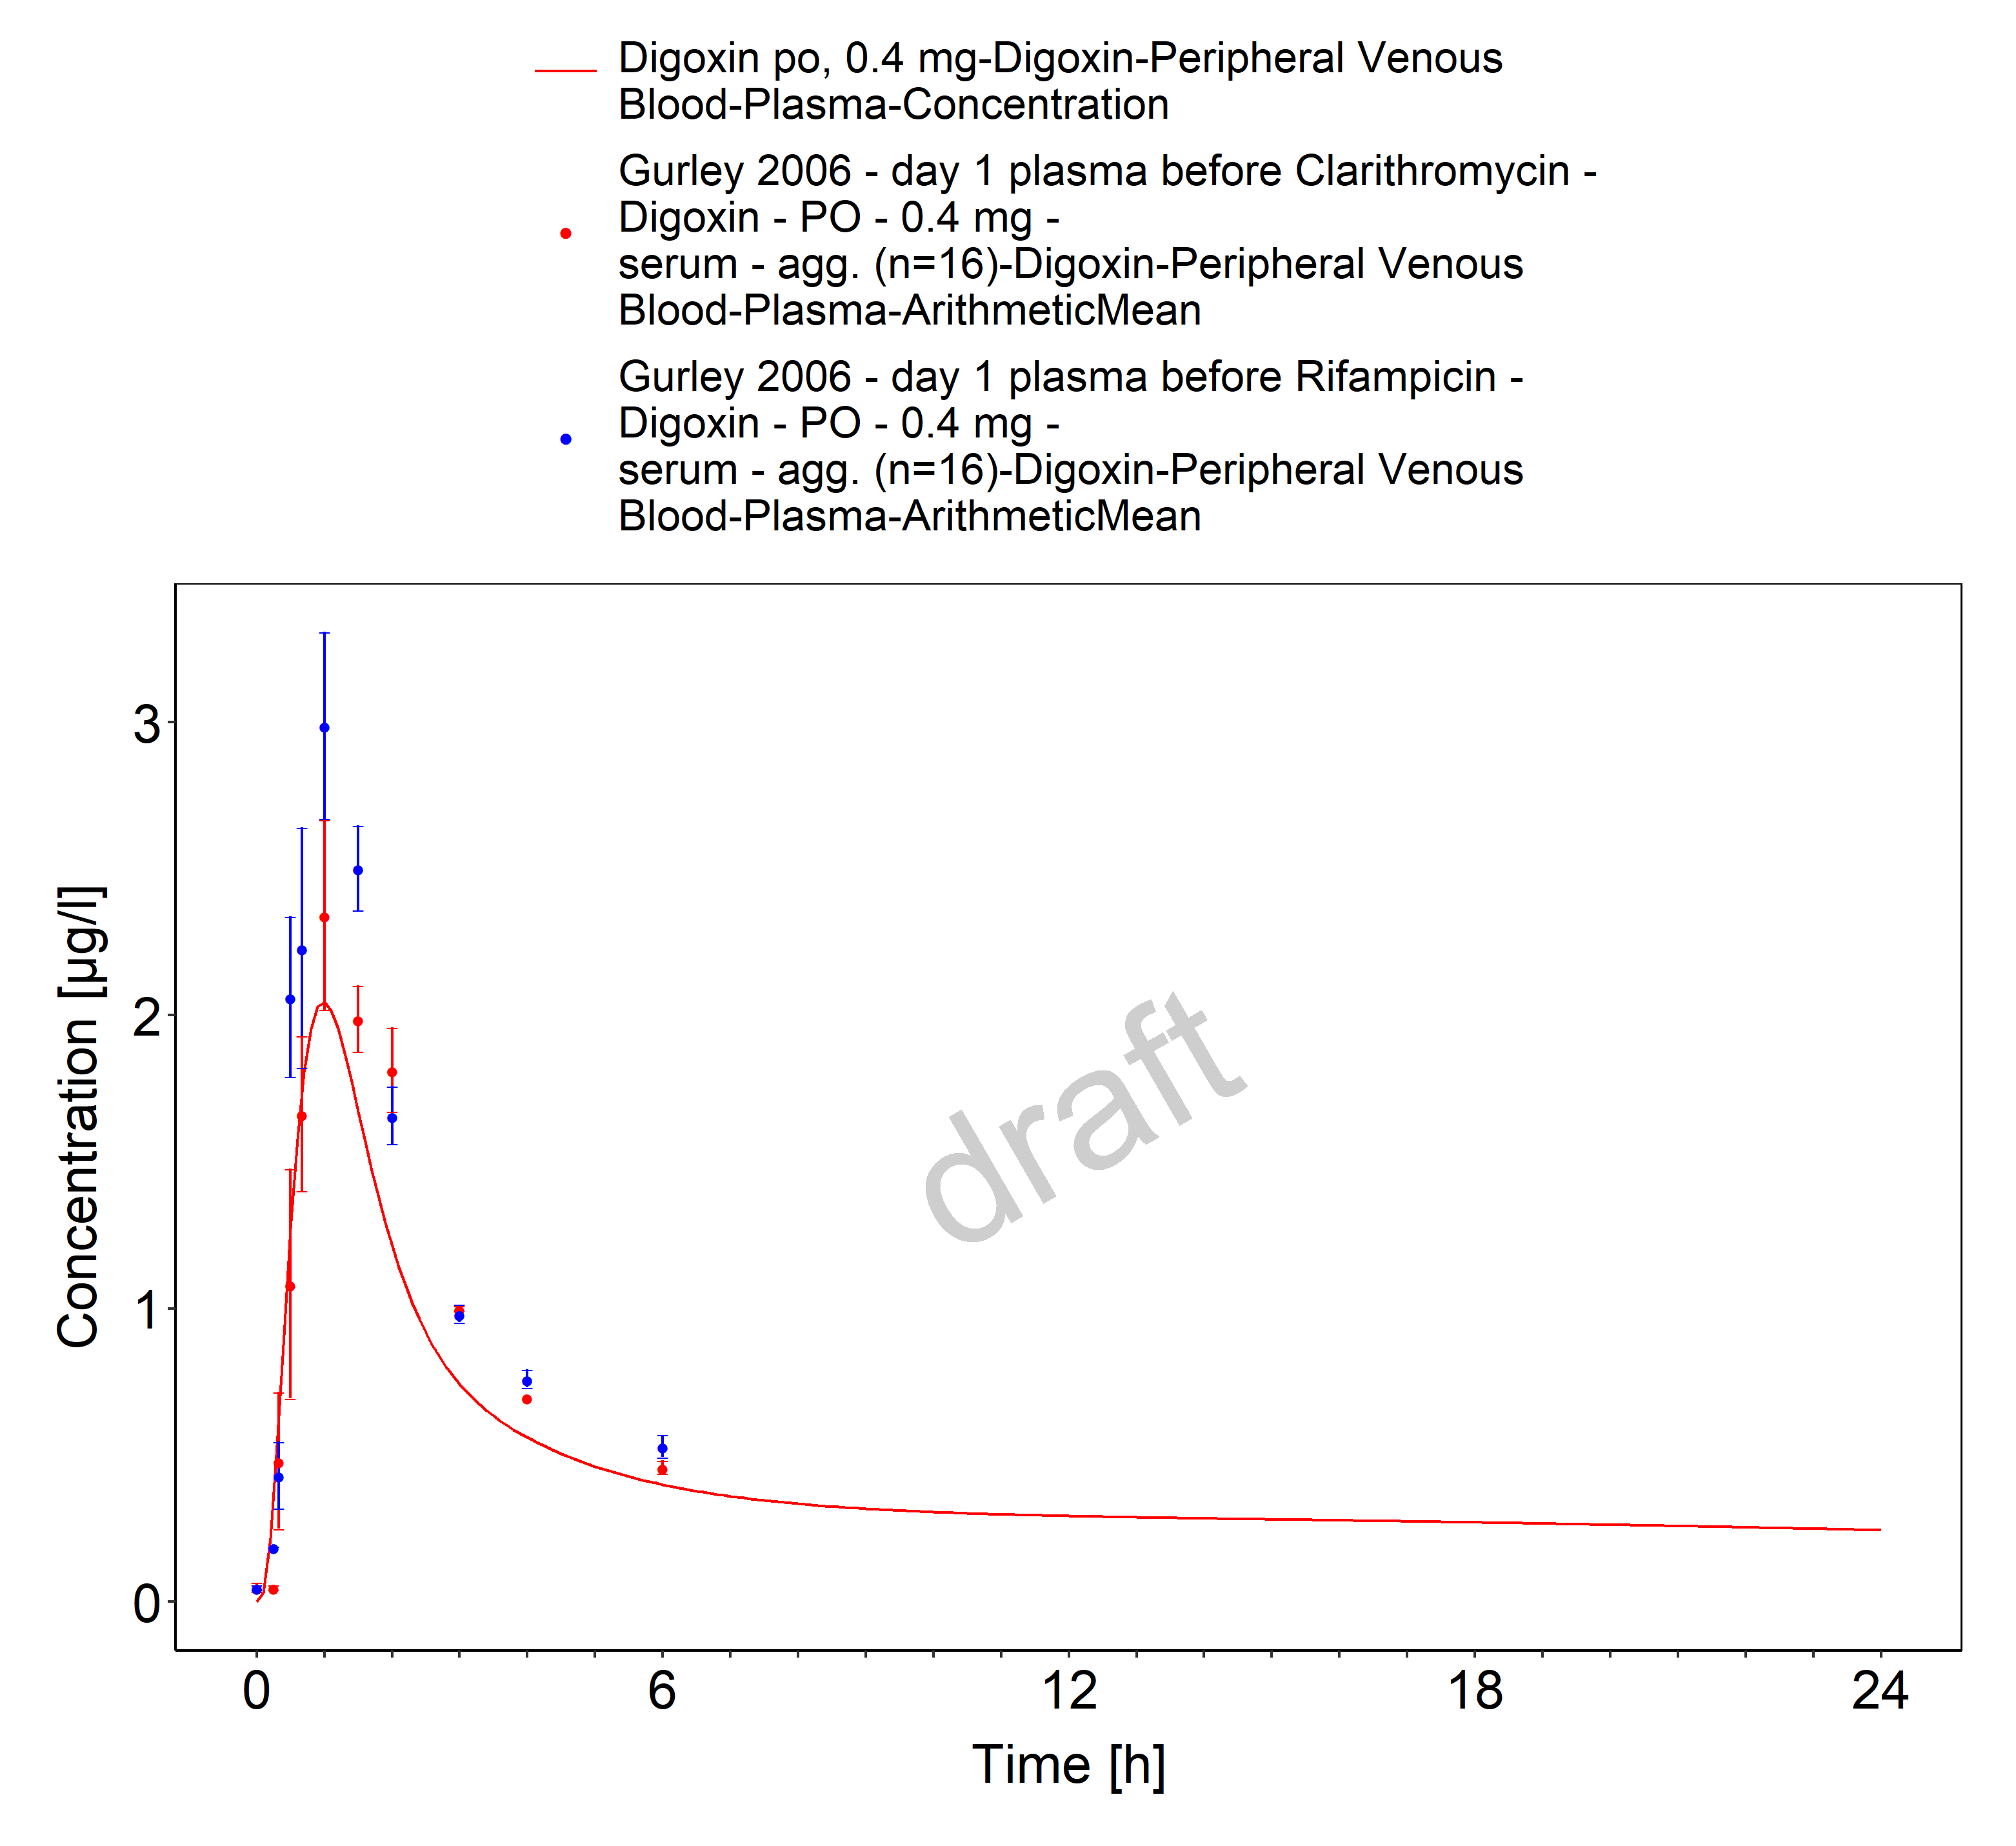 Digoxin po, 0.4 mg-Digoxin-Peripheral Venous
Blood-Plasma-Concentration
Gurley 2006 - day 1 plasma before Clarithromycin -
Digoxin - PO - 0.4 mg -
serum - agg. (n=16)-Digoxin-Peripheral Venous
Blood-Plasma-ArithmeticMean
Gurley 2006 - day 1 plasma before Rifampicin -
Digoxin - PO - 0.4 mg -
serum - agg. (n=16)-Digoxin-Peripheral Venous
Blood-Plasma-ArithmeticMean
Concentration [µg/l]
3
2
1
0
draft
0 6 12 18 24
Time [h]